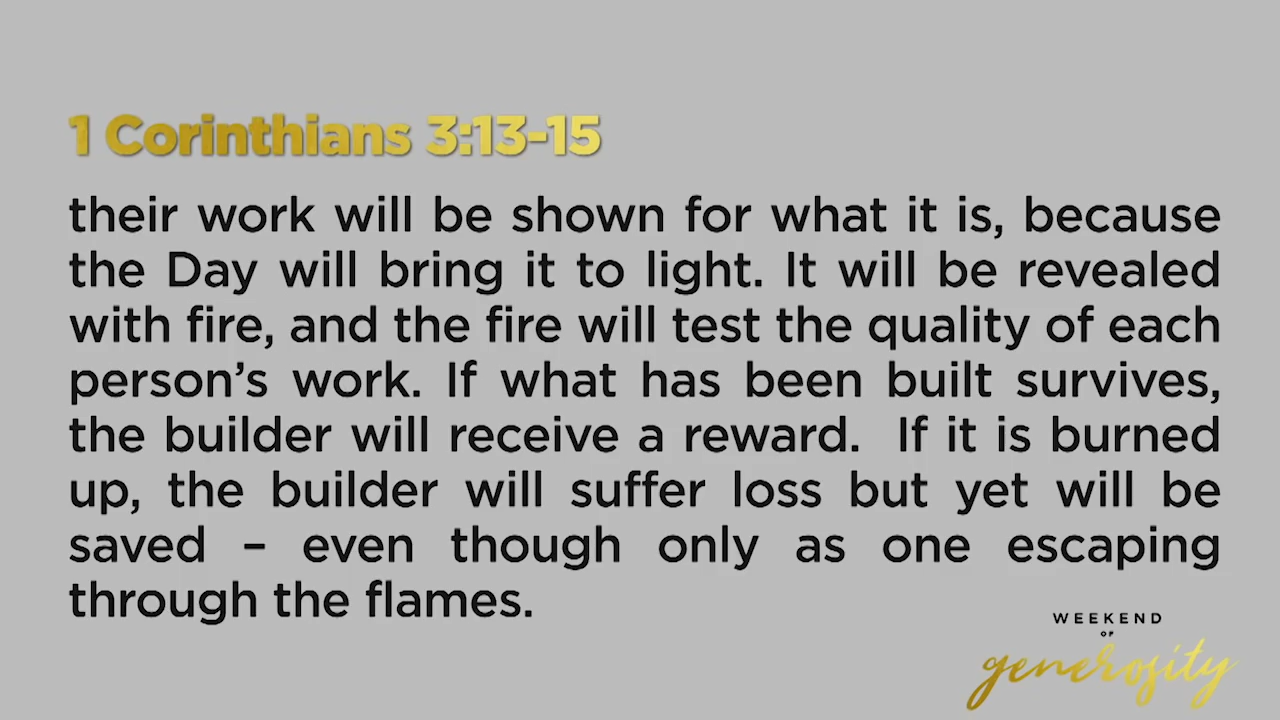 1 Corinthians 3:13-15
their work will be shown for what it is, because
the Day will bring it to light. It will be revealed
with fire, and the fire will test the quality of each
person’s work. If what has been built survives,
the builder will receive a reward.  If it is burned
up, the builder will suffer loss but yet will be
saved – even though only as one escaping
through the flames.
WEEKEND
OF
generosity